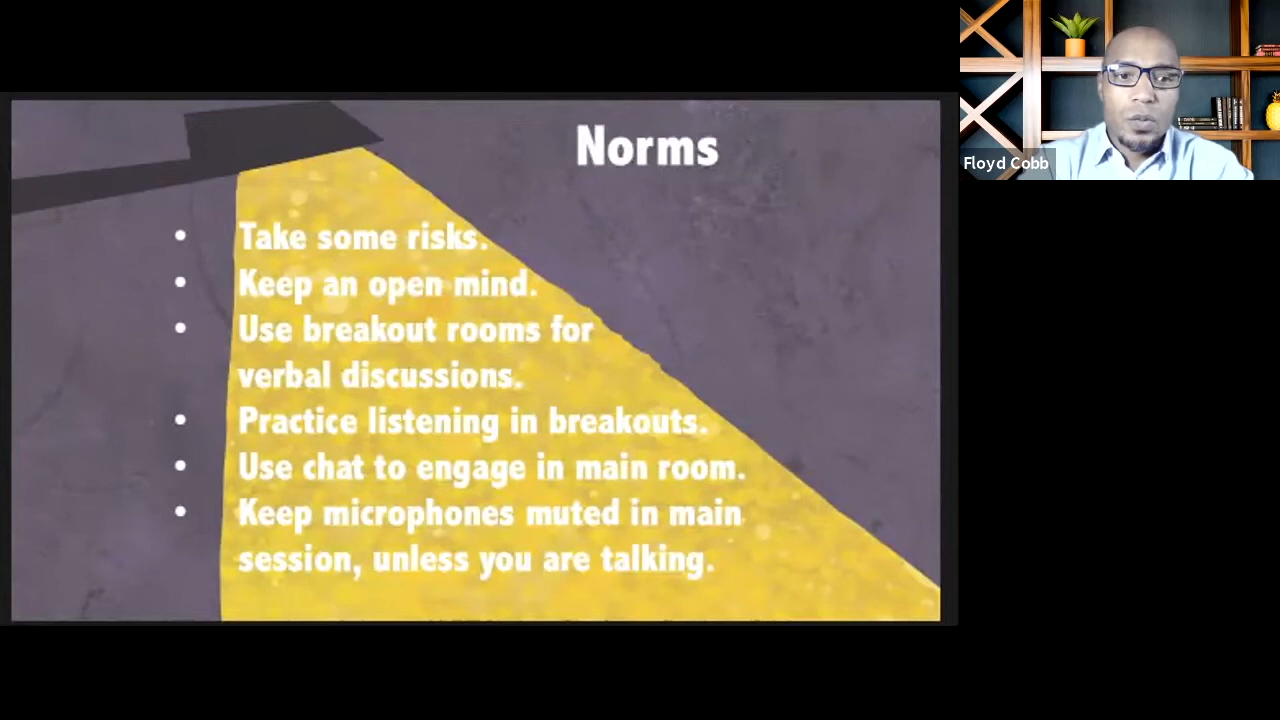 Norms
• Take some risks.
• Keep an open mind.
• Use breakout rooms for
verbal discussions.
• Practice listening in breakouts.
• Use chat to engage in main room.
• Keep microphones muted in main
session, unless you are talking.
Floyd Cobb